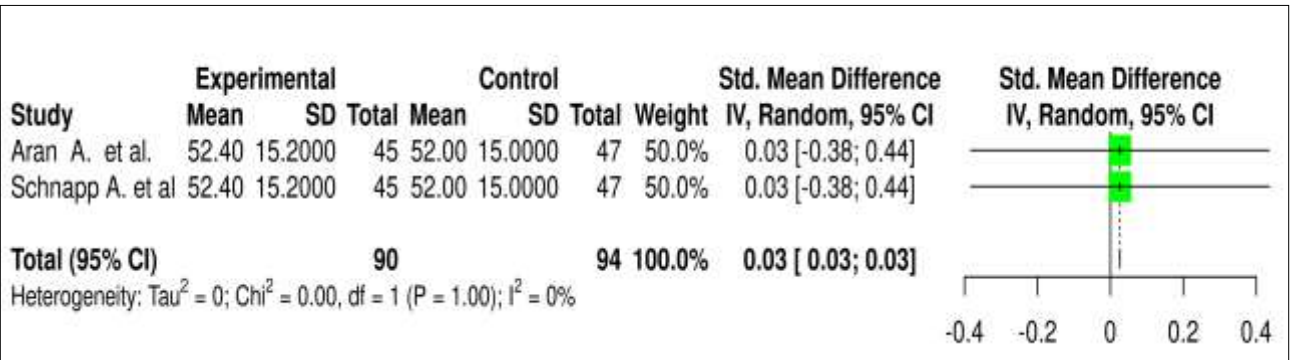 Experimental Control Std. Mean Difference Std. Mean Difference
Study Mean SD Total Mean SD Total Weight IV, Random, 95% CI IV, Random, 95% CI
Aran A. et al. 52.40 15.2000 45 52.00 15.0000 47 50.0% 0.03 [-0.38; 0.44]
Schnapp A. et al 52.40 15.2000 45 52.00 15.0000 47 50.0% 0.03 [-0.38; 0.44]
Total (95% CI) 90 94 100.0% 0.03 [ 0.03; 0.03]
Heterogeneity: Tau² = 0; Chi² = 0.00, df = 1 (P = 1.00); I² = 0%
-0.4 -0.2 0 0.2 0.4